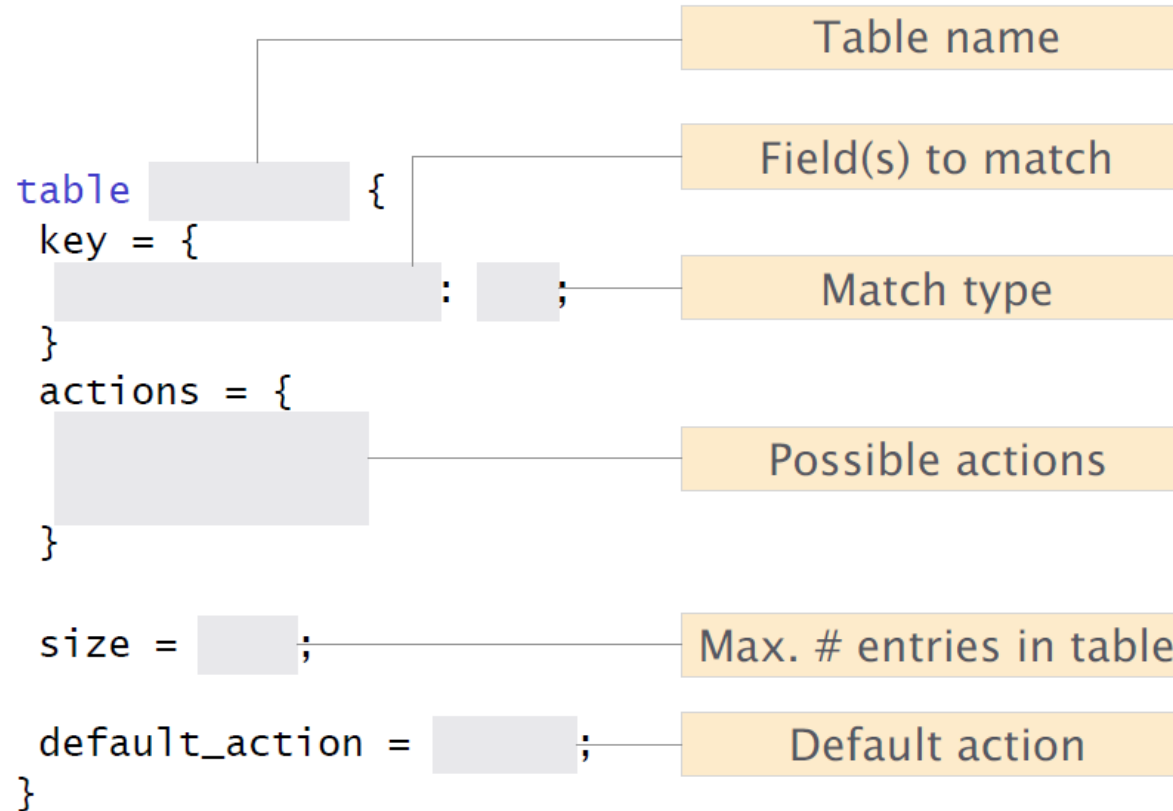 Table name
Field(s) to match
table {
key = {
: ;
Match type
}
actions = {
Possible actions
}
size = ;
Max. # entries in table
default_action = ;
Default action
}